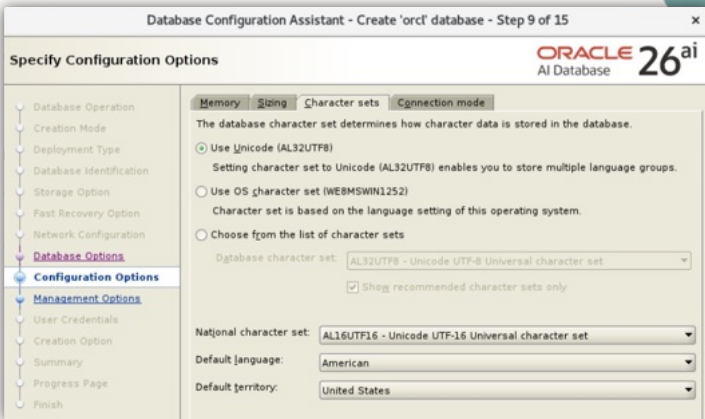 Database Configuration Assistant - Create 'orcl' database - Step 9 of 15
×
Specify Configuration Options
ORACLE
AI Database
26ai
Database Operation
Creation Mode
Deployment Type
Database Identification
Storage Option
Fast Recovery Option
Network Configuration
Database Options
Configuration Options
Management Options
User Credentials
Creation Option
Summary
Progress Page
Finish
Memory Sizing Character sets Connection mode
The database character set determines how character data is stored in the database.
Use Unicode (AL32UTF8)
Setting character set to Unicode (AL32UTF8) enables you to store multiple language groups.
Use OS character set (WE8MSWIN1252)
Character set is based on the language setting of this operating system.
Choose from the list of character sets
Database character set: AL32UTF8 - Unicode UTF-8 Universal character set
Show recommended character sets only
National character set: AL16UTF16 - Unicode UTF-16 Universal character set
Default language: American
Default territory: United States